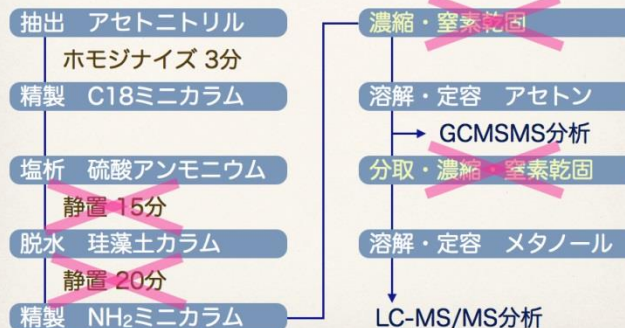 抽出 アセトニトリル
ホモジナイズ 3分
精製 C18ミニカラム
塩析 硫酸アンモニウム
静置 15分
脱水 珪藻土カラム
静置 20分
精製 NH₂ミニカラム
濃縮・窒素乾固
溶解・定容 アセトン
GCMSMS分析
分取・濃縮・窒素乾固
溶解・定容 メタノール
LC-MS/MS分析